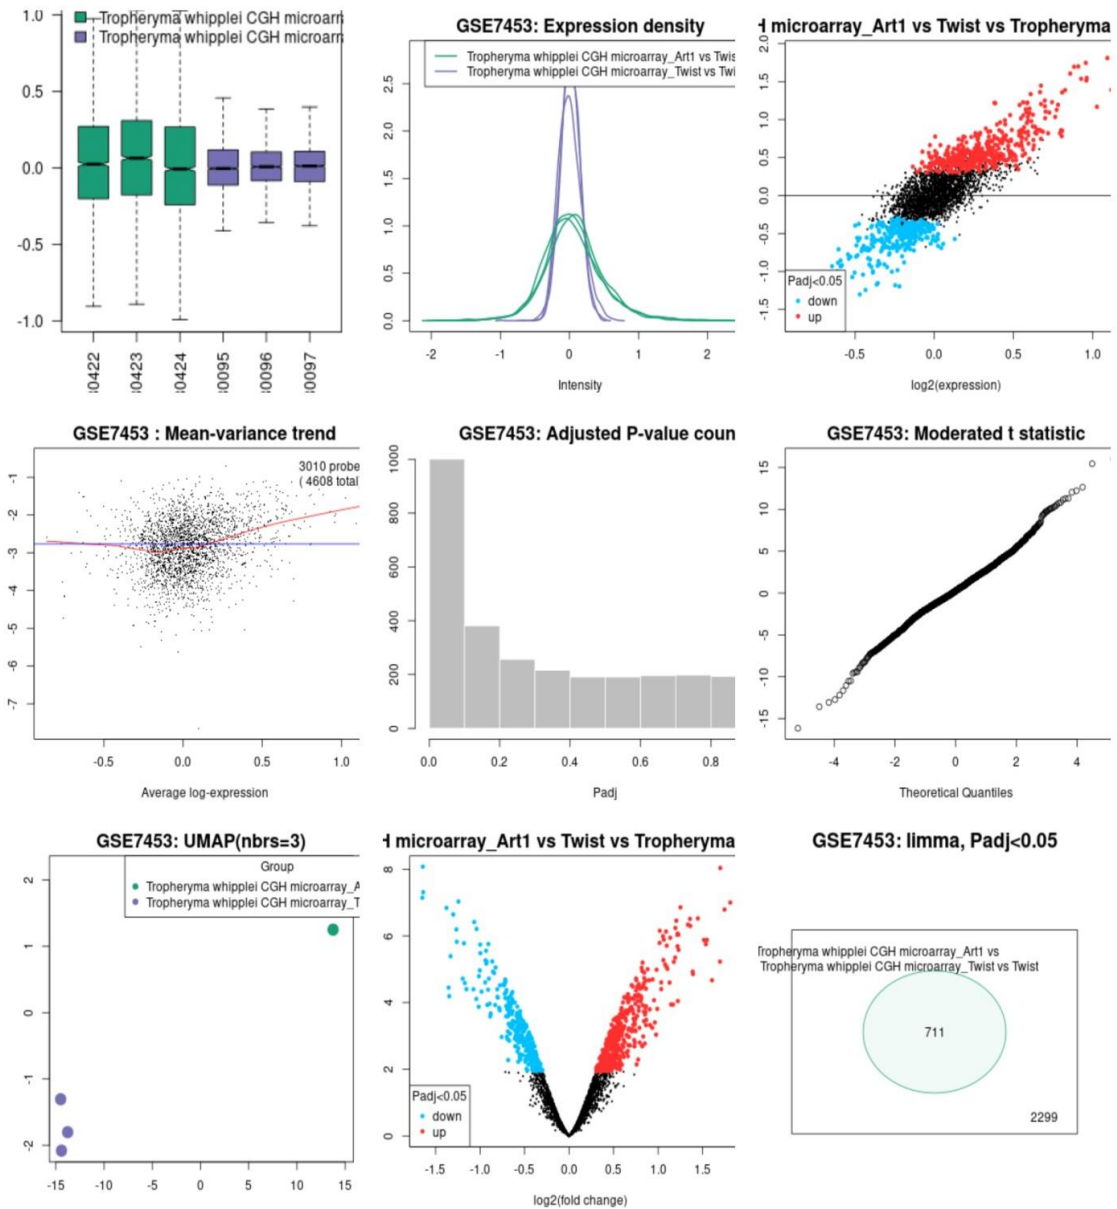 Tropheryma whipplei CGH microarr
Tropheryma whipplei CGH microarr
1.0
0.5
0.0
-0.5
-1.0
30422
30423
30424
30095
30096
30097
GSE7453: Expression density
Tropheryma whipplei CGH microarray_Art1 vs Twis
Tropheryma whipplei CGH microarray_Twist vs Twi
2.5
2.0
1.5
1.0
0.5
0.0
-2 -1 0 1 2
Intensity
H microarray_Art1 vs Twist vs Tropheryma
2.0
1.5
1.0
0.5
0.0
-0.5
-1.0
-1.5
Padj<0.05
down
up
-0.5 0.0 0.5 1.0
log2(expression)
GSE7453 : Mean-variance trend
3010 probe
( 4608 total
-1
-2
-3
-4
-5
-6
-7
-0.5 0.0 0.5 1.0
Average log-expression
GSE7453: Adjusted P-value coun
1000
800
600
400
200
0
0.0 0.2 0.4 0.6 0.8
Padj
GSE7453: Moderated t statistic
15
10
5
0
-5
-10
-15
-4 -2 0 2 4
Theoretical Quantiles
GSE7453: UMAP(nbrs=3)
Group
Tropheryma whipplei CGH microarray_A
Tropheryma whipplei CGH microarray_T
2
1
0
-1
-2
-15 -10 -5 0 5 10 15
H microarray_Art1 vs Twist vs Tropheryma
8
6
4
2
0
Padj<0.05
down
up
-1.5 -1.0 -0.5 0.0 0.5 1.0 1.5
log2(fold change)
GSE7453: limma, Padj<0.05
Tropheryma whipplei CGH microarray_Art1 vs
Tropheryma whipplei CGH microarray_Twist vs Twist
711
2299